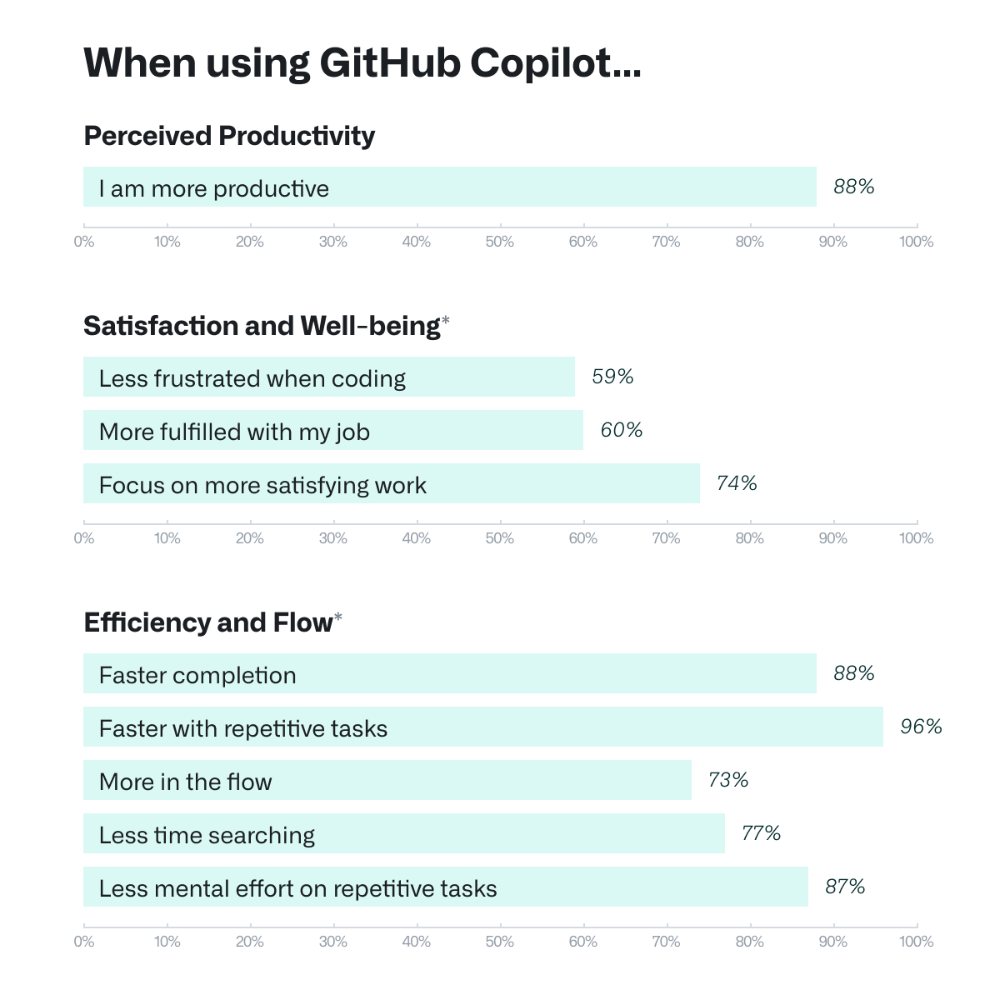 When using GitHub Copilot...
Perceived Productivity
I am more productive 88%
0% 10% 20% 30% 40% 50% 60% 70% 80% 90% 100%
Satisfaction and Well-being*
Less frustrated when coding 59%
More fulfilled with my job 60%
Focus on more satisfying work 74%
0% 10% 20% 30% 40% 50% 60% 70% 80% 90% 100%
Efficiency and Flow*
Faster completion 88%
Faster with repetitive tasks 96%
More in the flow 73%
Less time searching 77%
Less mental effort on repetitive tasks 87%
0% 10% 20% 30% 40% 50% 60% 70% 80% 90% 100%